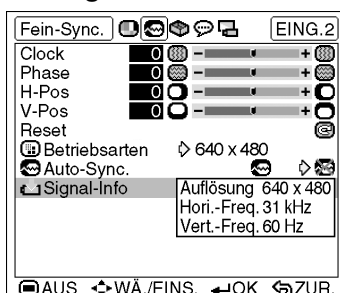 Fein-Sync. EING.2
Clock 0 - +
Phase 0 - +
H-Pos 0 - +
V-Pos 0 - +
Reset
Betriebsarten 640 x 480
Auto-Sync.
Signal-Info
Auflösung 640 x 480
Hori.-Freq. 31 kHz
Vert.-Freq. 60 Hz
AUS WÄ./EINS. OK ZUR.